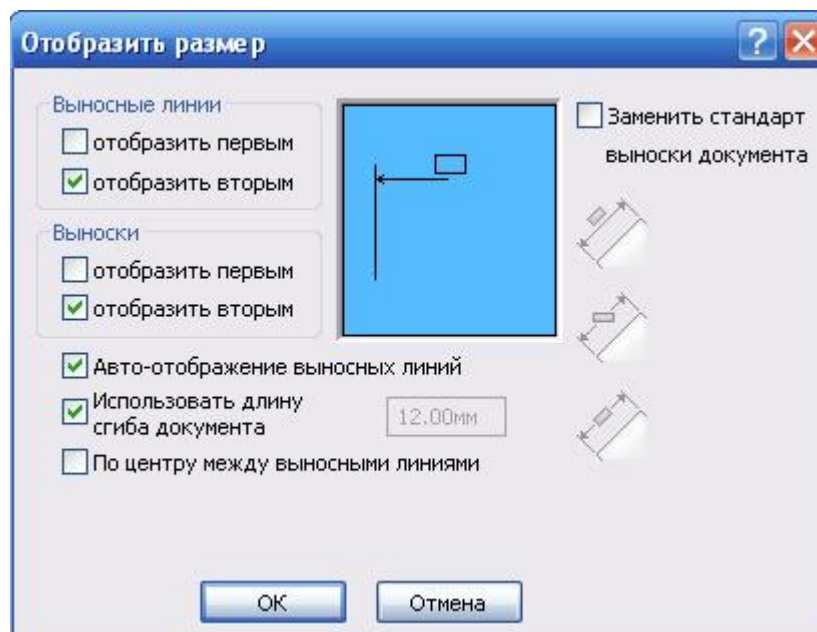 Отобразить размер
Выносные линии
отобразить первым
отобразить вторым
Выноски
отобразить первым
отобразить вторым
Авто-отображение выносных линий
Использовать длину
сгиба документа
12.00мм
По центру между выносными линиями
Заменить стандарт
выноски документа
ОК
Отмена